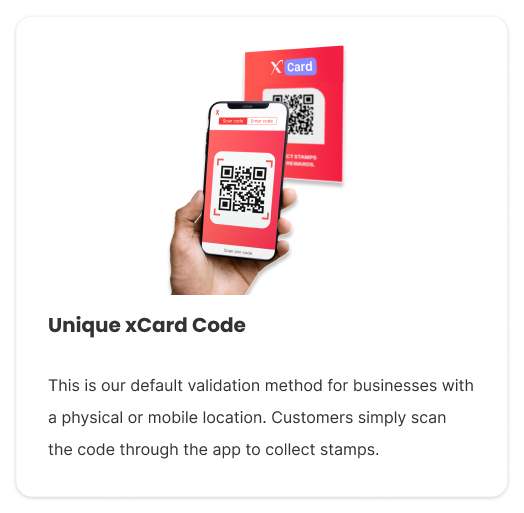 X Card
X
Scan code Enter code
CT STAMPS
REWARDS.
Unique xCard Code
This is our default validation method for businesses with
a physical or mobile location. Customers simply scan
the code through the app to collect stamps.